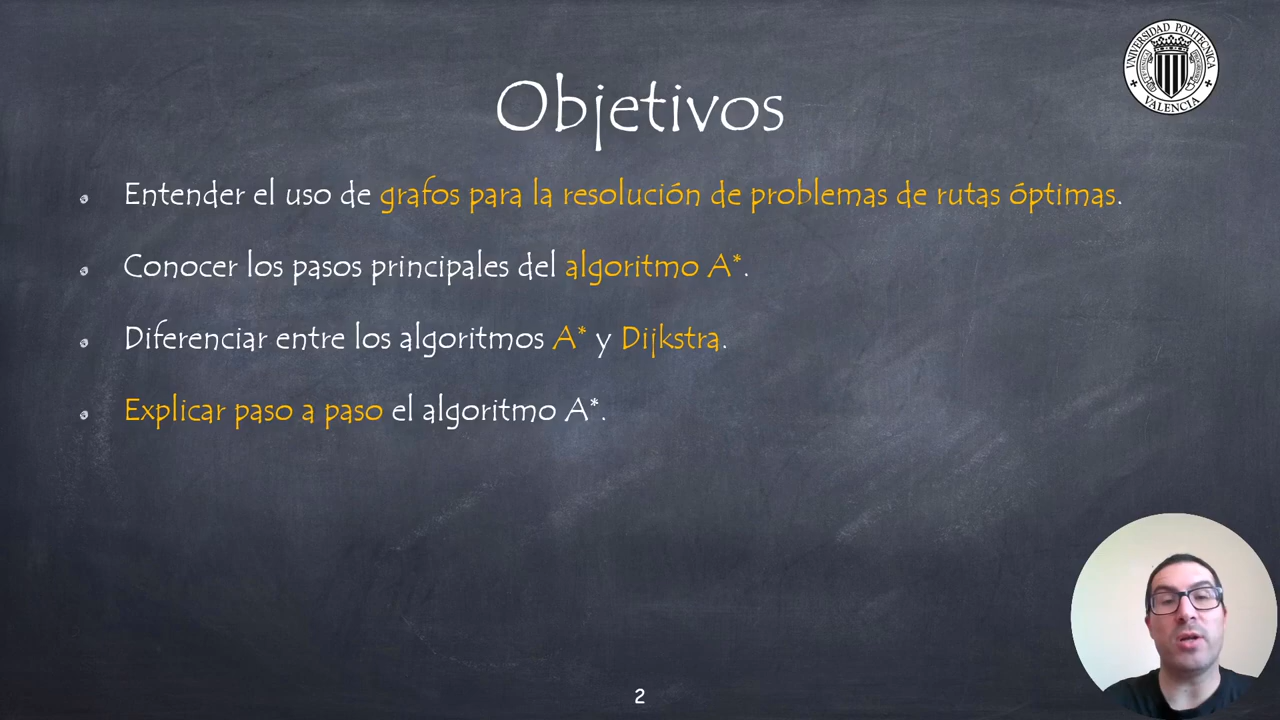 UNIVERSIDAD POLITECNICA
VALENCIA
Objetivos
Entender el uso de grafos para la resolución de problemas de rutas óptimas.
Conocer los pasos principales del algoritmo A*.
Diferenciar entre los algoritmos A* y Dijkstra.
Explicar paso a paso el algoritmo A*.
2